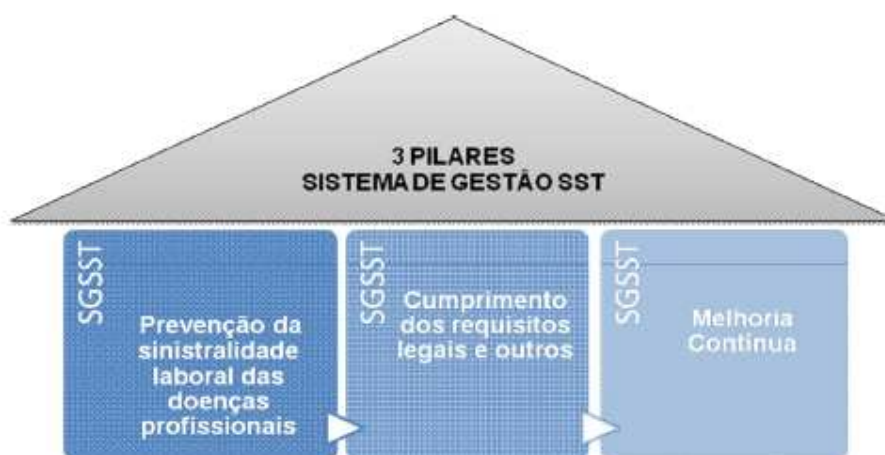 3 PILARES
SISTEMA DE GESTÃO SST
SGSST
Prevenção da
sinistralidade
laboral das
doenças
profissionais
SGSST
Cumprimento
dos requisitos
legais e outros
SGSST
Melhoria
Continua